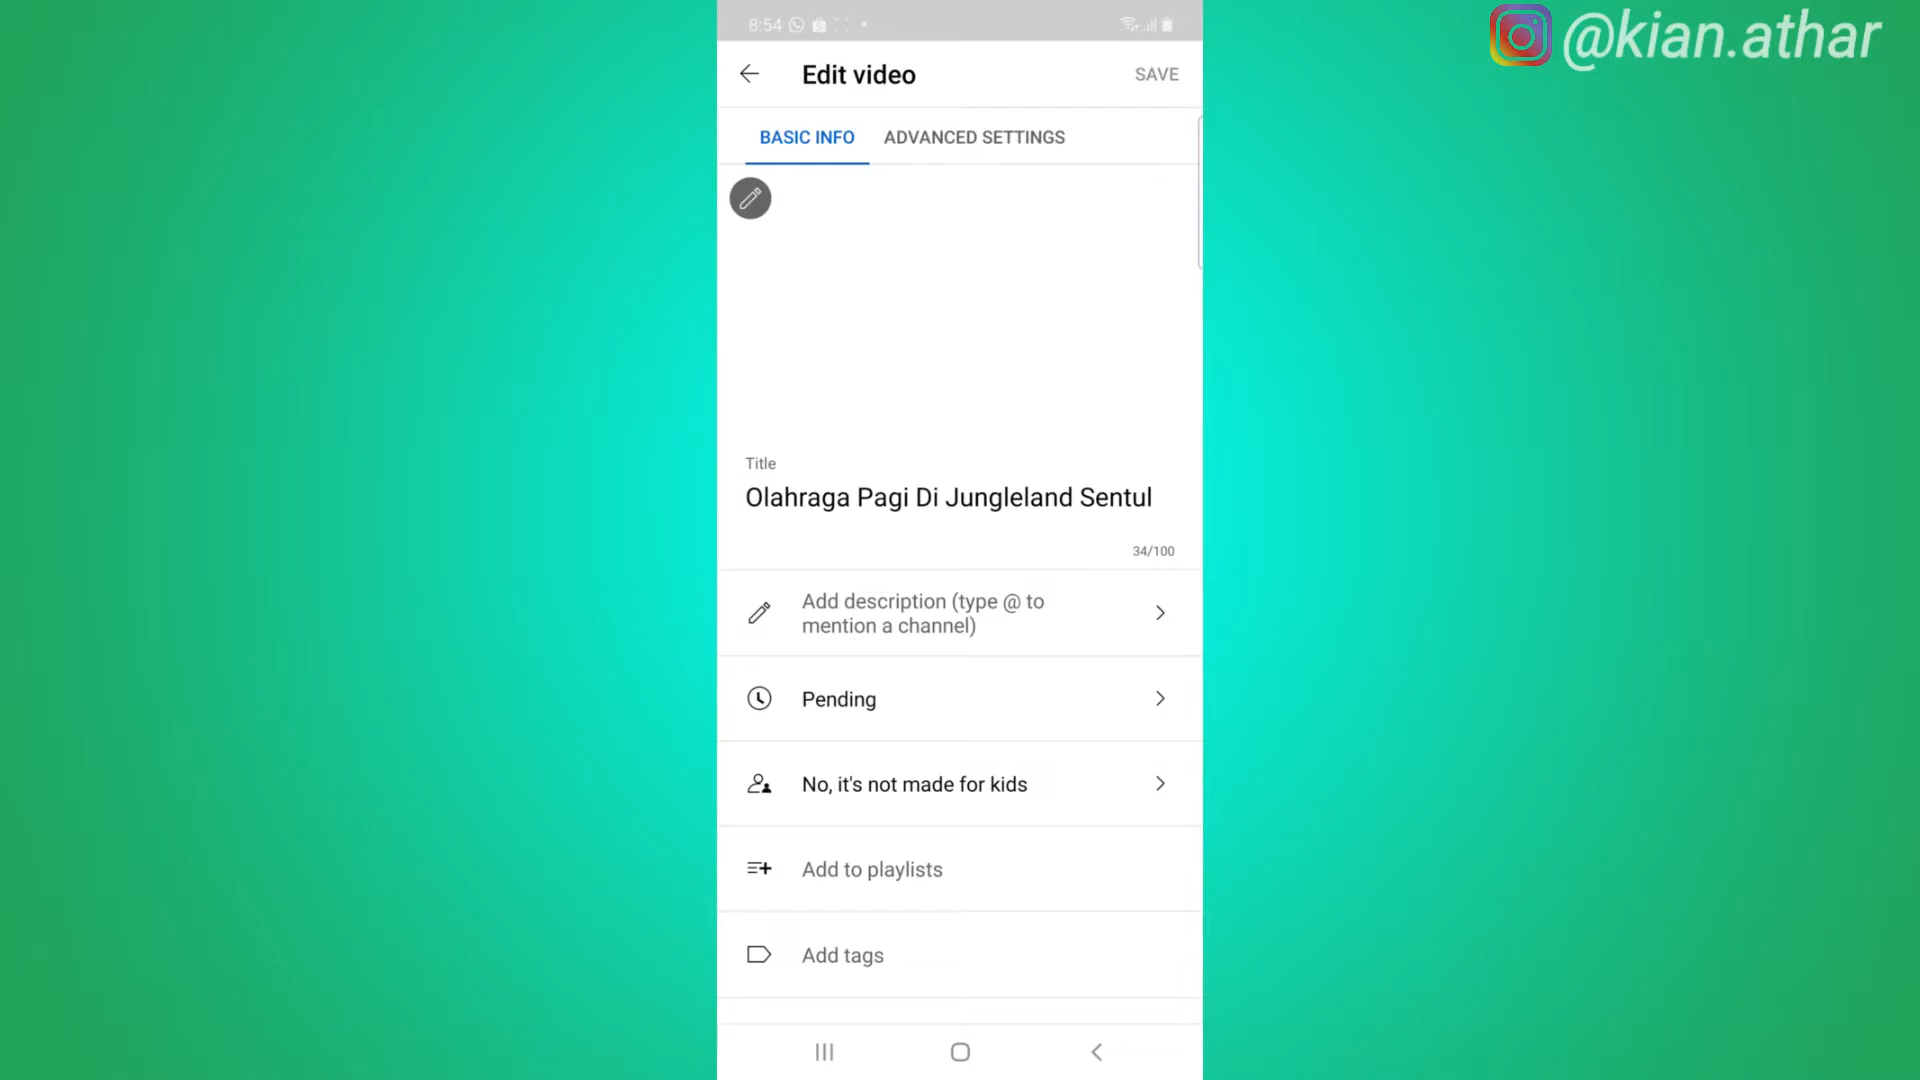 8:54
@kian.athar
Edit video
SAVE
BASIC INFO
ADVANCED SETTINGS
Title
Olahraga Pagi Di Jungleland Sentul
34/100
Add description (type @ to
mention a channel)
Pending
No, it's not made for kids
Add to playlists
Add tags